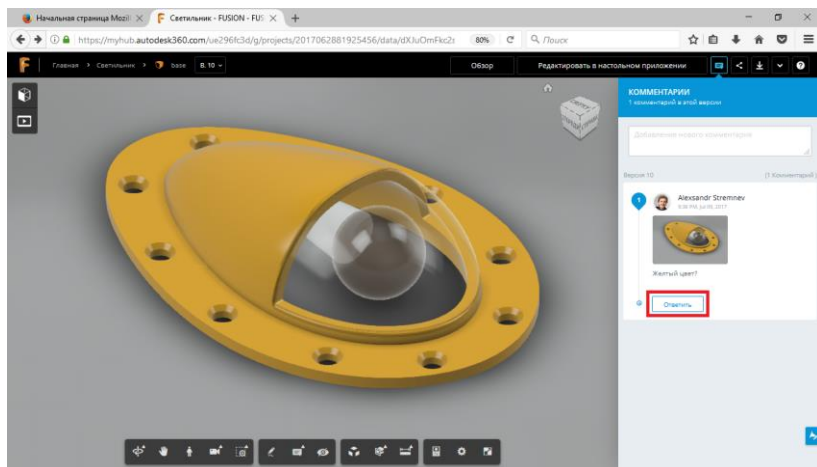 Начальная страница Mozil
Светильник - FUSION - FUS
https://myhub.autodesk360.com/ue296fc3d/g/projects/2017062881925456/data/dXJuOmFkc2:
80%
Поиск
F
Главная > Светильник > base
В. 10
Обзор
Редактировать в настольном приложении
КОММЕНТАРИИ
1 комментарий в этой версии
Добавление нового комментария
Версия 10
(1 Комментарий)
1
Alexsandr Stremnev
Желтый цвет?
Ответить